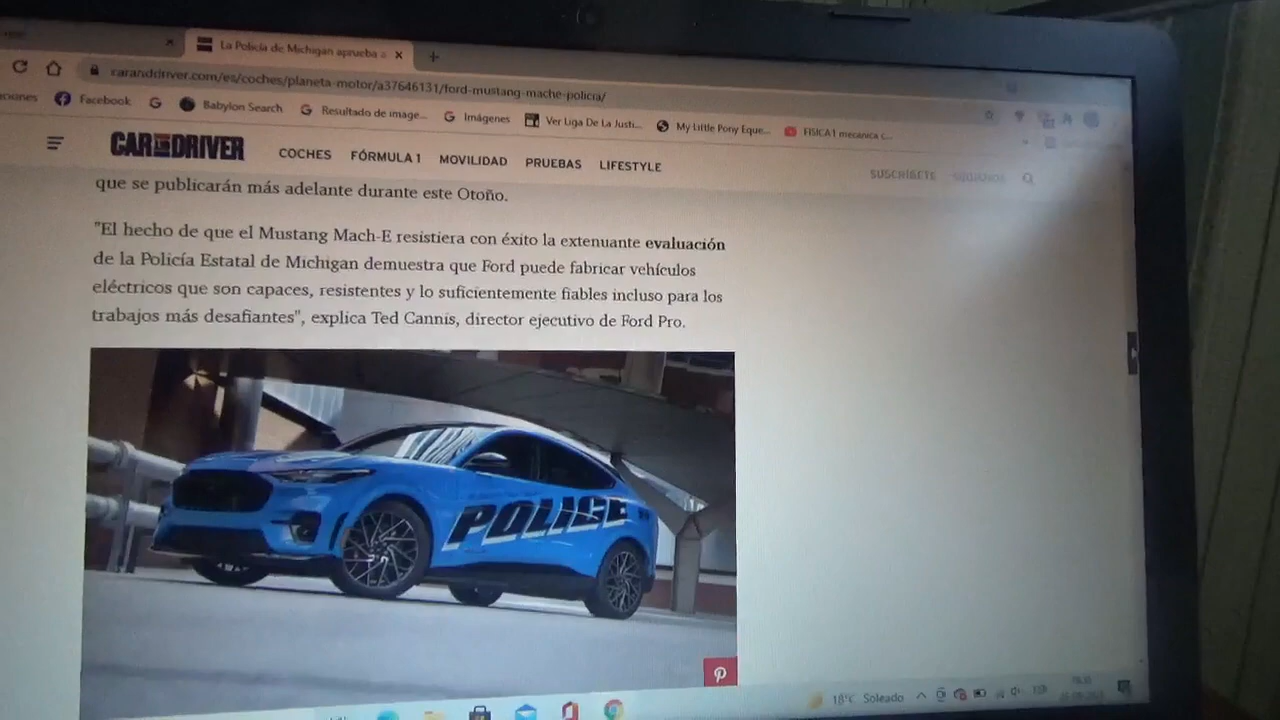 La Policía de Michigan aprueba a
carandriver.com/es/coches/planeta-motor/a37646131/ford-mustang-mache-policia/
Facebook
Babylon Search
Resultado de image...
Imágenes
Ver Liga De La Justi...
My Little Pony Eque...
FISICA 1 mecanica c...
CAR AND DRIVER
COCHES
FÓRMULA 1
MOVILIDAD
PRUEBAS
LIFESTYLE
SUSCRÍBETE
que se publicarán más adelante durante este Otoño.
"El hecho de que el Mustang Mach-E resistiera con éxito la extenuante evaluación
de la Policía Estatal de Michigan demuestra que Ford puede fabricar vehículos
eléctricos que son capaces, resistentes y lo suficientemente fiables incluso para los
trabajos más desafiantes", explica Ted Cannis, director ejecutivo de Ford Pro.
POLICE
18°C Soleado